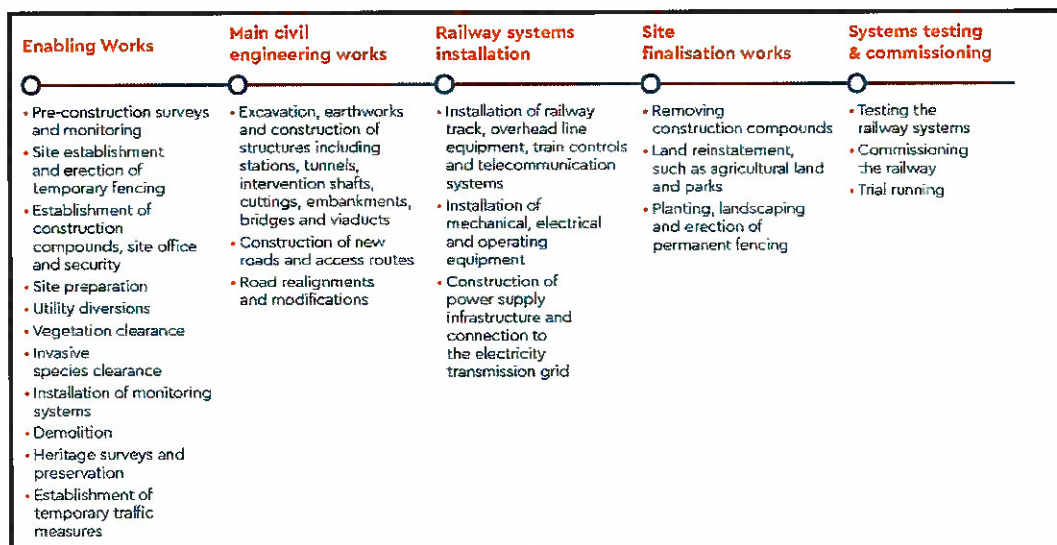 Enabling Works
• Pre-construction surveys
and monitoring
• Site establishment
and erection of
temporary fencing
• Establishment of
construction
compounds, site office
and security
• Site preparation
• Utility diversions
• Vegetation clearance
• Invasive
species clearance
• Installation of monitoring
systems
• Demolition
• Heritage surveys and
preservation
• Establishment of
temporary traffic
measures
Main civil
engineering works
• Excavation, earthworks
and construction of
structures including
stations, tunnels,
intervention shafts,
cuttings, embankments,
bridges and viaducts
• Construction of new
roads and access routes
• Road realignments
and modifications
Railway systems
installation
• Installation of railway
track, overhead line
equipment, train controls
and telecommunication
systems
• Installation of
mechanical, electrical
and operating
equipment
• Construction of
power supply
infrastructure and
connection to
the electricity
transmission grid
Site
finalisation works
• Removing
construction compounds
• Land reinstatement,
such as agricultural land
and parks
• Planting, landscaping
and erection of
permanent fencing
Systems testing
& commissioning
• Testing the
railway systems
• Commissioning
the railway
• Trial running